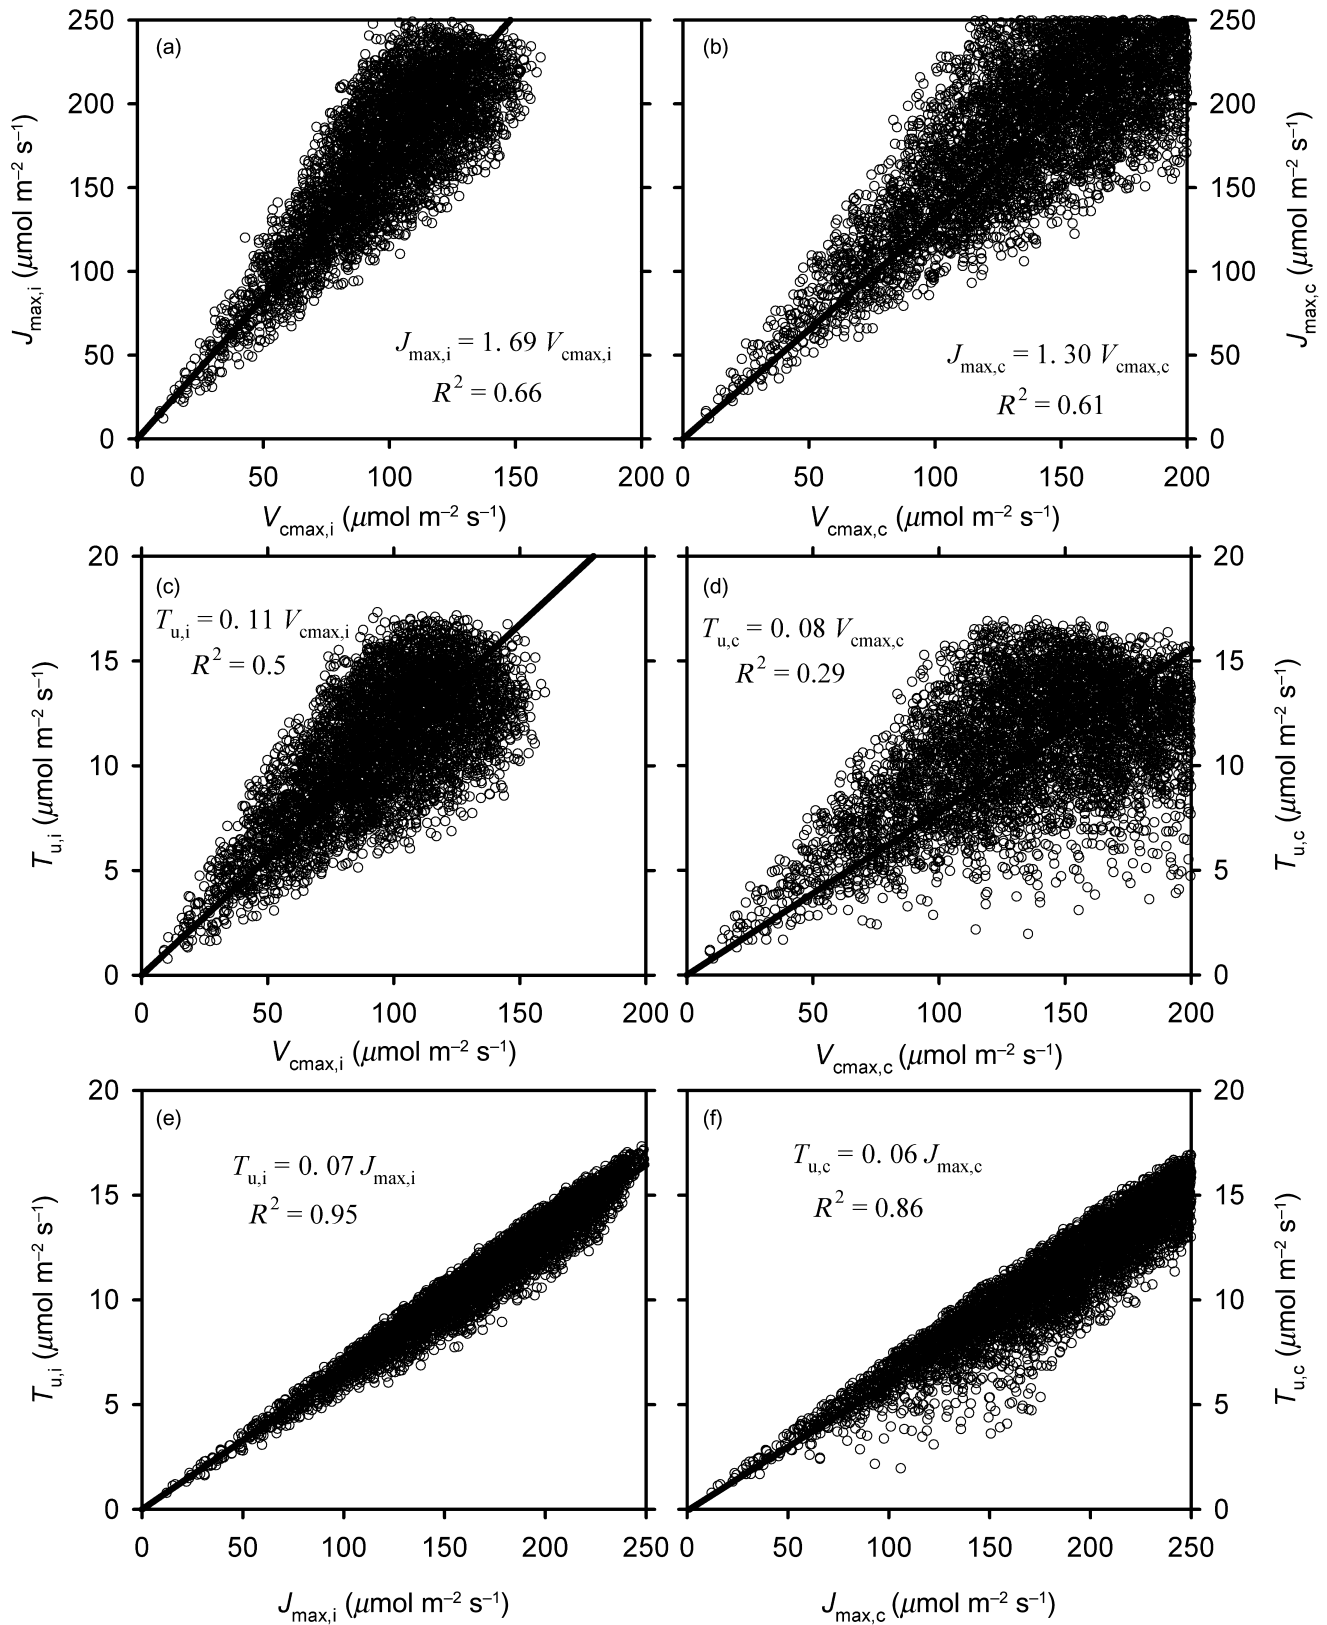 (a)
J_max,i = 1.69 V_cmax,i
R² = 0.66
250
200
150
100
50
0
J_max,i (μmol m⁻² s⁻¹)
0 50 100 150 200
V_cmax,i (μmol m⁻² s⁻¹)
(b)
J_max,c = 1.30 V_cmax,c
R² = 0.61
250
200
150
100
50
0
J_max,c (μmol m⁻² s⁻¹)
0 50 100 150 200
V_cmax,c (μmol m⁻² s⁻¹)
(c)
T_u,i = 0.11 V_cmax,i
R² = 0.5
20
15
10
5
0
T_u,i (μmol m⁻² s⁻¹)
0 50 100 150 200
V_cmax,i (μmol m⁻² s⁻¹)
(d)
T_u,c = 0.08 V_cmax,c
R² = 0.29
20
15
10
5
0
T_u,c (μmol m⁻² s⁻¹)
0 50 100 150 200
V_cmax,c (μmol m⁻² s⁻¹)
(e)
T_u,i = 0.07 J_max,i
R² = 0.95
20
15
10
5
0
T_u,i (μmol m⁻² s⁻¹)
0 50 100 150 200 250
J_max,i (μmol m⁻² s⁻¹)
(f)
T_u,c = 0.06 J_max,c
R² = 0.86
20
15
10
5
0
T_u,c (μmol m⁻² s⁻¹)
0 50 100 150 200 250
J_max,c (μmol m⁻² s⁻¹)